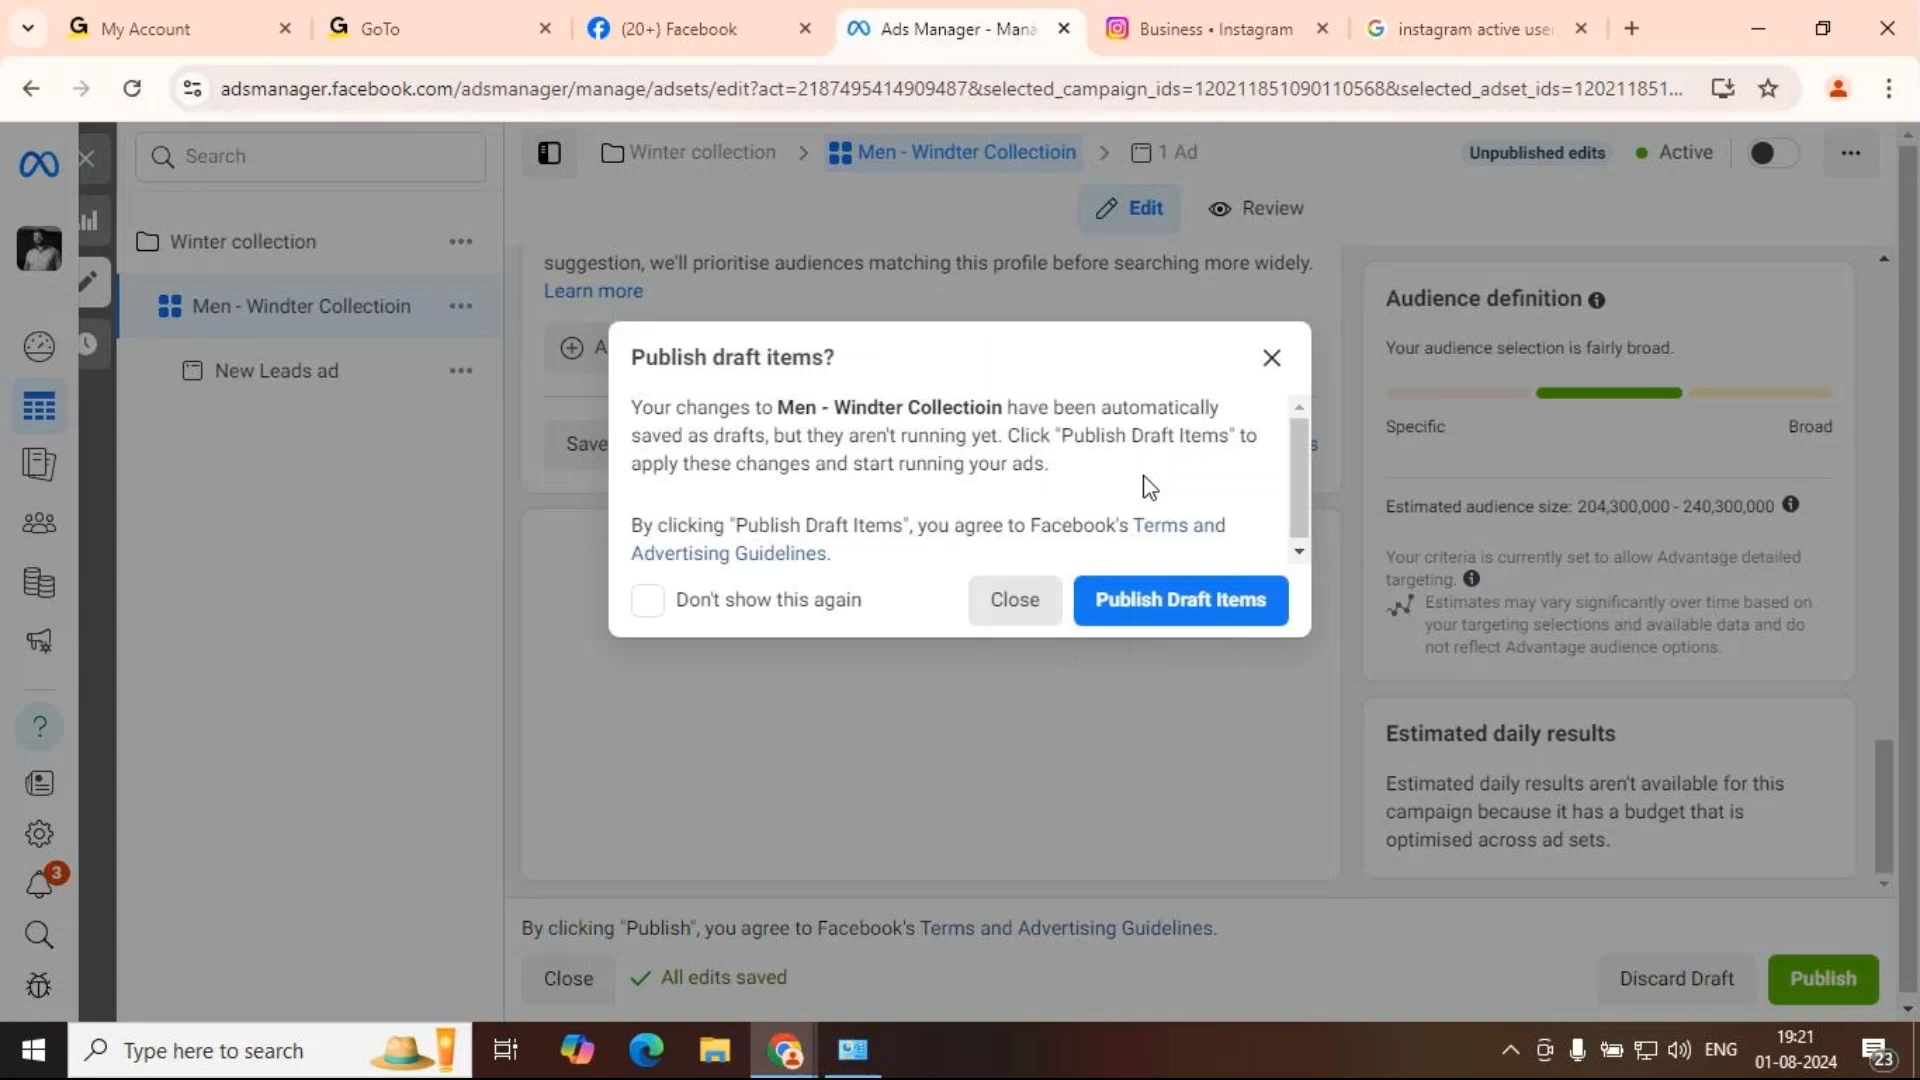 My Account
GoTo
(20+) Facebook
Ads Manager - Mana
Business • Instagram
instagram active use
adsmanager.facebook.com/adsmanager/manage/adsets/edit?act=2187495414909487&selected_campaign_ids=120211851090110568&selected_adset_ids=120211851...
Search
Winter collection
Men - Windter Collectioin
1 Ad
Unpublished edits
Active
Edit
Review
Winter collection
Men - Windter Collectioin
New Leads ad
suggestion, we'll prioritise audiences matching this profile before searching more widely.
Learn more
A
Save
s
Publish draft items?
Your changes to Men - Windter Collectioin have been automatically
saved as drafts, but they aren't running yet. Click "Publish Draft Items" to
apply these changes and start running your ads.
By clicking "Publish Draft Items", you agree to Facebook's Terms and
Advertising Guidelines.
Don't show this again
Close
Publish Draft Items
Audience definition
Your audience selection is fairly broad.
Specific
Broad
Estimated audience size: 204,300,000 - 240,300,000
Your criteria is currently set to allow Advantage detailed
targeting.
Estimates may vary significantly over time based on
your targeting selections and available data and do
not reflect Advantage audience options.
Estimated daily results
Estimated daily results aren't available for this
campaign because it has a budget that is
optimised across ad sets.
By clicking "Publish", you agree to Facebook's Terms and Advertising Guidelines.
Close
All edits saved
Discard Draft
Publish
3
Type here to search
ENG
19:21
01-08-2024
23